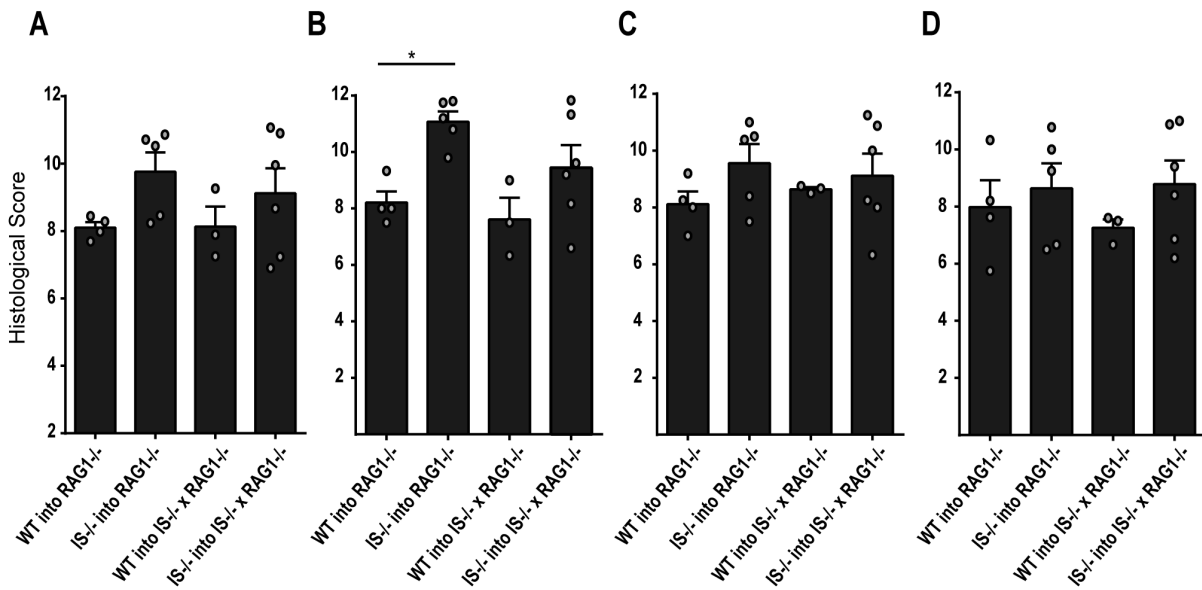 A
B
C
D
*
Histological Score
12
10
8
6
4
2
12
10
8
6
4
2
12
10
8
6
4
2
12
10
8
6
4
2
WT into RAG1-/-
IS-/- into RAG1-/-
WT into IS-/- x RAG1-/-
IS-/- into IS-/- x RAG1-/-
WT into RAG1-/-
IS-/- into RAG1-/-
WT into IS-/- x RAG1-/-
IS-/- into IS-/- x RAG1-/-
WT into RAG1-/-
IS-/- into RAG1-/-
WT into IS-/- x RAG1-/-
IS-/- into IS-/- x RAG1-/-
WT into RAG1-/-
IS-/- into RAG1-/-
WT into IS-/- x RAG1-/-
IS-/- into IS-/- x RAG1-/-